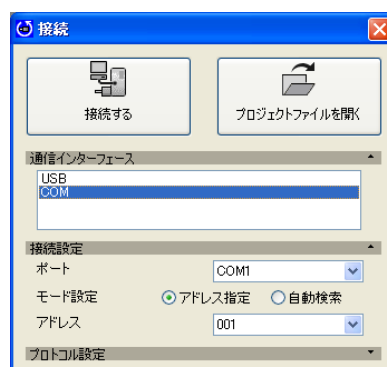 接続
接続する
プロジェクトファイルを開く
通信インターフェース
USB
COM
接続設定
ポート COM1
モード設定 アドレス指定 自動検索
アドレス 001
プロトコル設定